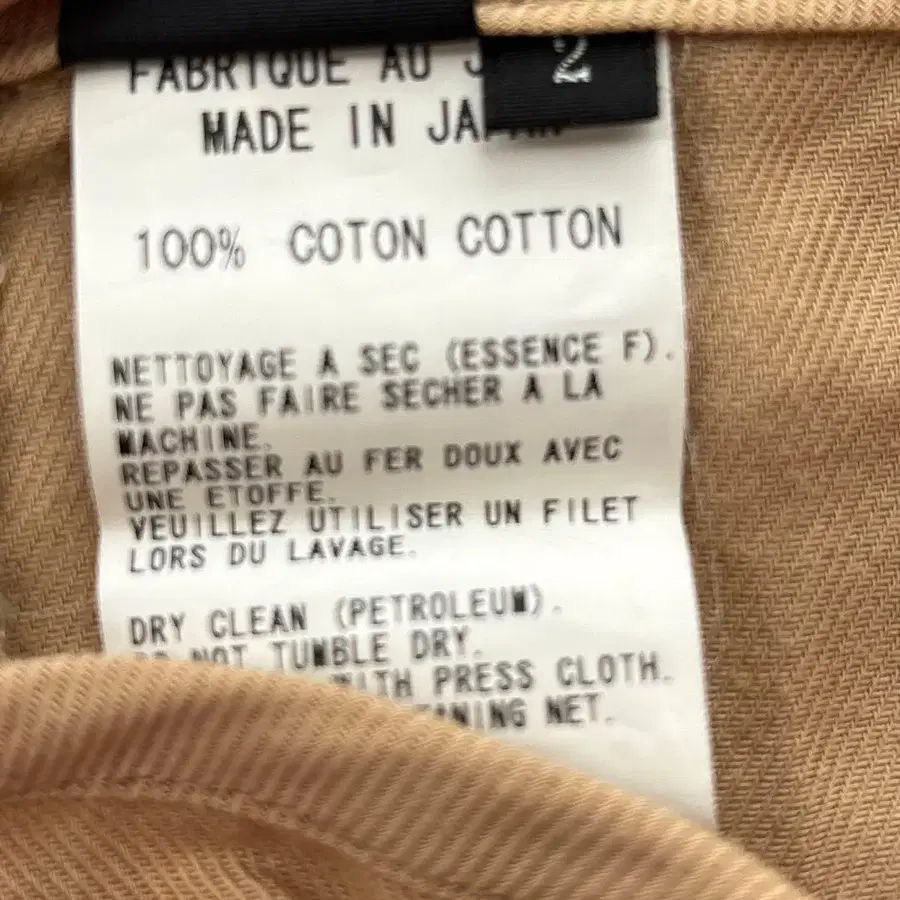 2
FABRIQUE AU J
MADE IN JAPAN
100% COTON COTTON
NETTOYAGE A SEC (ESSENCE F).
NE PAS FAIRE SECHER A LA
MACHINE.
REPASSER AU FER DOUX AVEC
UNE ETOFFE.
VEUILLEZ UTILISER UN FILET
LORS DU LAVAGE.
DRY CLEAN (PETROLEUM).
DO NOT TUMBLE DRY.
WITH PRESS CLOTH.
NET.